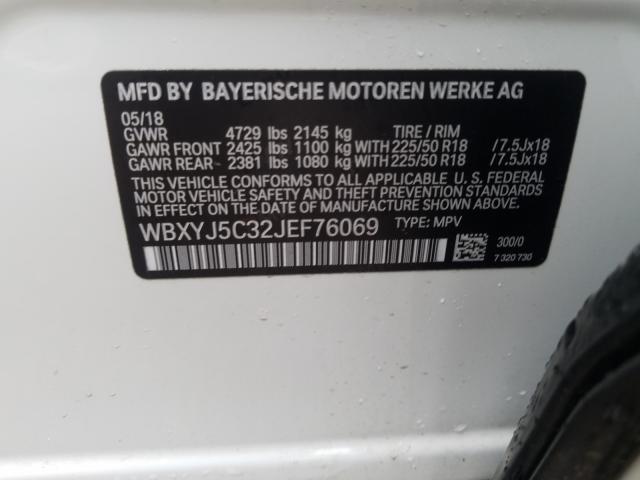 MFD BY BAYERISCHE MOTOREN WERKE AG
05/18
GVWR 4729 lbs 2145 kg TIRE / RIM
GAWR FRONT 2425 lbs 1100 kg WITH 225/50 R18 /7.5Jx18
GAWR REAR 2381 lbs 1080 kg WITH 225/50 R18 /7.5Jx18
THIS VEHICLE CONFORMS TO ALL APPLICABLE U. S. FEDERAL
MOTOR VEHICLE SAFETY AND THEFT PREVENTION STANDARDS
IN EFFECT ON THE DATE OF MANUFACTURE SHOWN ABOVE.
WBXYJ5C32JEF76069 TYPE: MPV
300/0
7 320 730